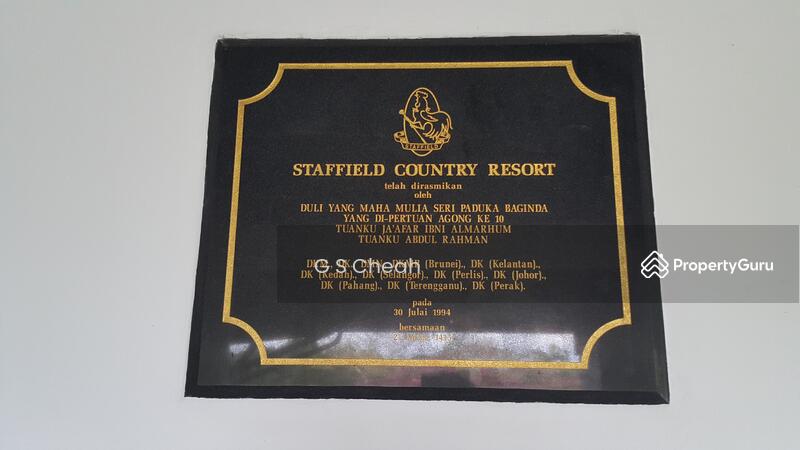 STAFFIELD
STAFFIELD COUNTRY RESORT
telah dirasmikan
oleh
DULI YANG MAHA MULIA SERI PADUKA BAGINDA
YANG DI-PERTUAN AGONG KE 10
TUANKU JA'AFAR IBNI ALMARHUM
TUANKU ABDUL RAHMAN
(Brunei)., DK (Kelantan).,
DK (Kedah)., DK (Selangor)., DK (Perlis)., DK (Johor).,
DK (Pahang)., DK (Terengganu)., DK (Perak).
G S Cheah
PropertyGuru
pada
30 Julai 1994
bersamaan